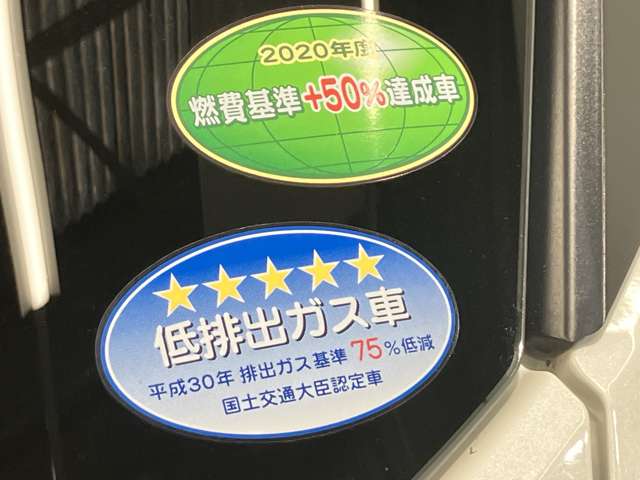 2020年度
燃費基準+50%達成車
低排出ガス車
平成30年 排出ガス基準 75%低減
国土交通大臣認定車